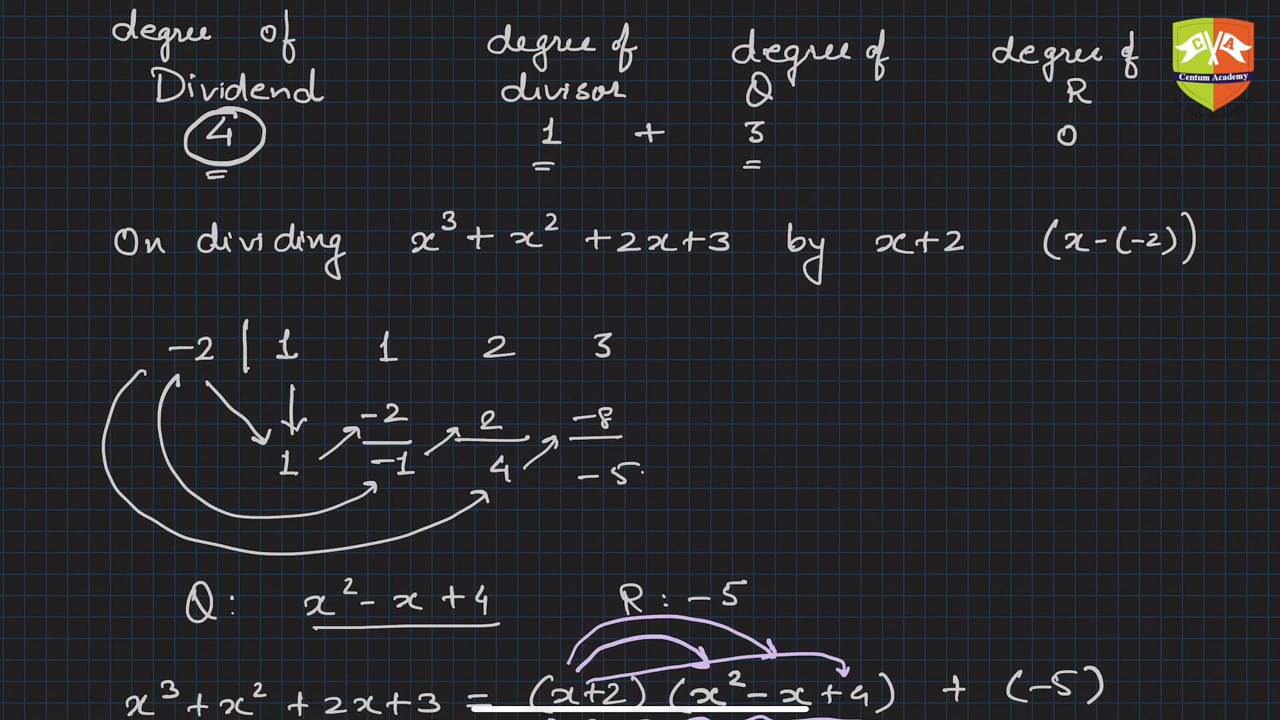 degree of degree of degree of degree of
Dividend divisor Q R
4 1 + 3 0
CVA
Centum Academy
On dividing x³ + x² + 2x + 3 by x + 2 (x - (-2))
-2 | 1 1 2 3
-2 2 -8
1 -1 4 -5
Q: x² - x + 4 R: -5
x³ + x² + 2x + 3 = (x + 2) (x² - x + 4) + (-5)